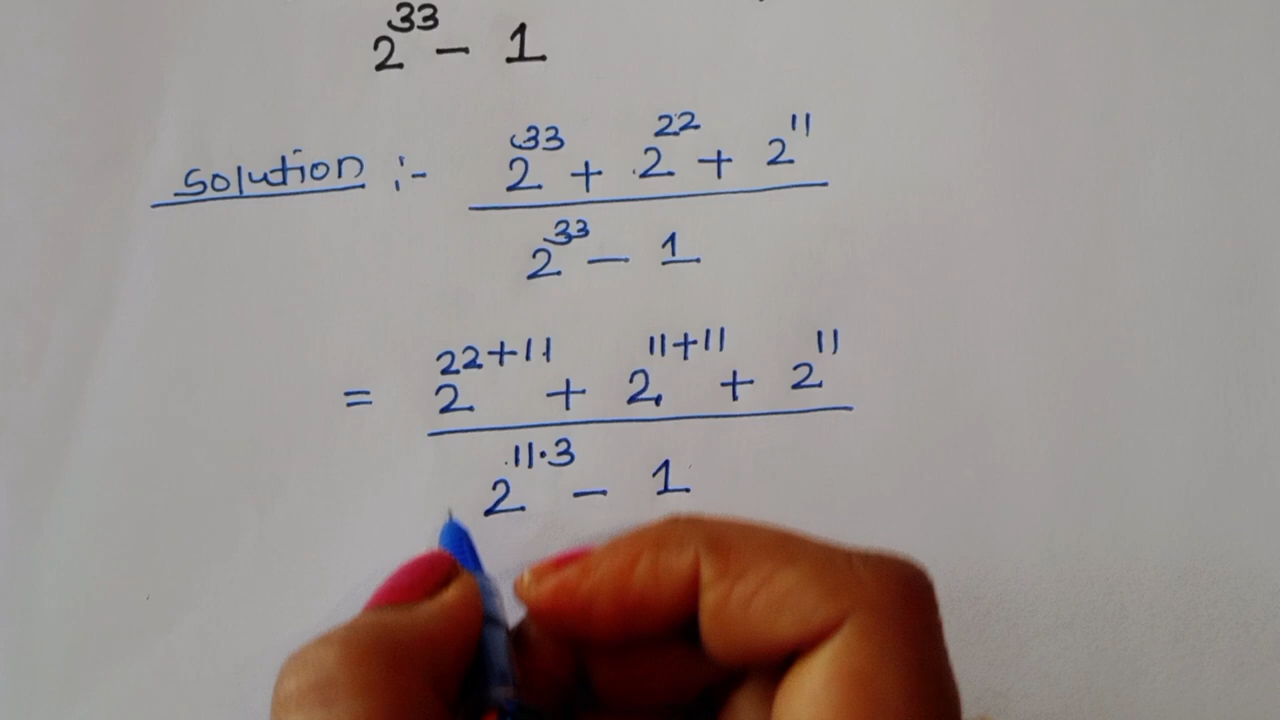 2^33 - 1
Solution :- 2^33 + 2^22 + 2^11
2^33 - 1
= 2^22+11 + 2^11+11 + 2^11
2^11·3 - 1